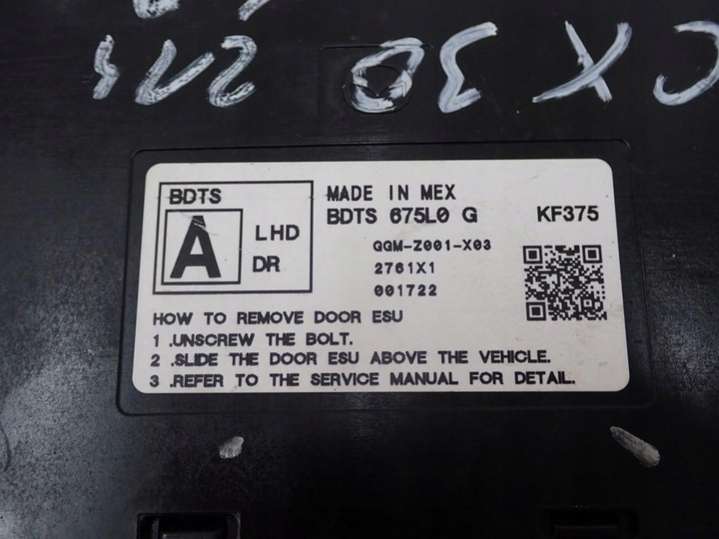 CX 30 2v4
BDTS
A
LHD
DR
MADE IN MEX
BDTS 675L0 G
KF375
GGM-Z001-X03
2761X1
001722
HOW TO REMOVE DOOR ESU
1 .UNSCREW THE BOLT.
2 .SLIDE THE DOOR ESU ABOVE THE VEHICLE.
3 .REFER TO THE SERVICE MANUAL FOR DETAIL.